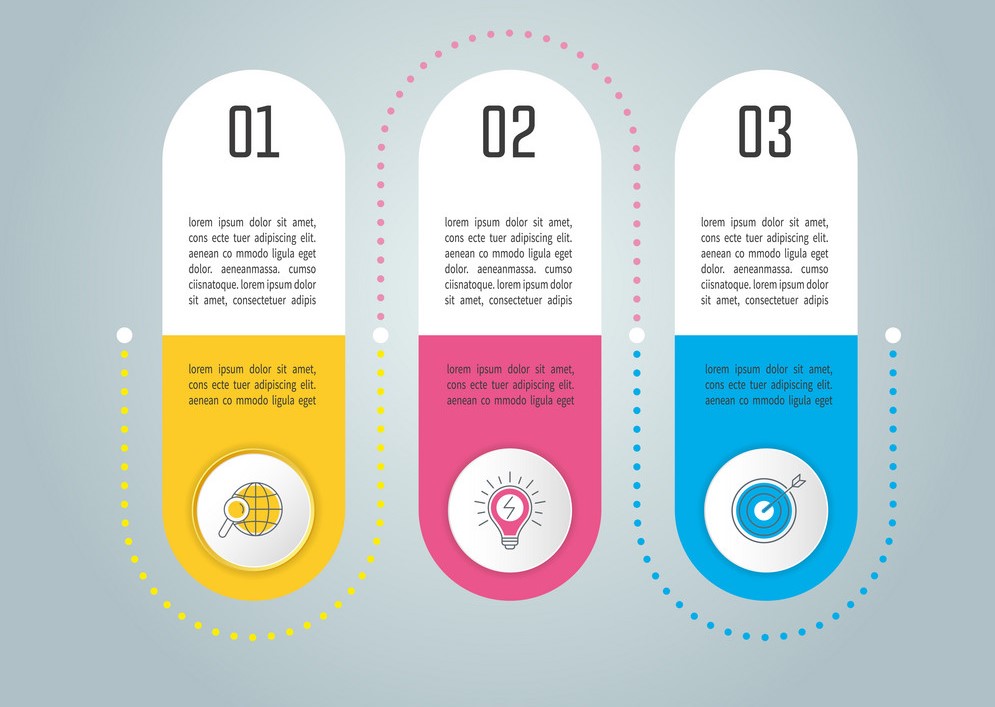 01
lorem ipsum dolor sit amet,
cons ecte tuer adipiscing elit.
aenean co mmodo ligula eget
dolor. aeneanmassa. cumso
ciisnatoque. lorem ipsum dolor
sit amet, consectetuer adipis
lorem ipsum dolor sit amet,
cons ecte tuer adipiscing elit.
aenean co mmodo ligula eget
02
lorem ipsum dolor sit amet,
cons ecte tuer adipiscing elit.
aenean co mmodo ligula eget
dolor. aeneanmassa. cumso
ciisnatoque. lorem ipsum dolor
sit amet, consectetuer adipis
lorem ipsum dolor sit amet,
cons ecte tuer adipiscing elit.
aenean co mmodo ligula eget
03
lorem ipsum dolor sit amet,
cons ecte tuer adipiscing elit.
aenean co mmodo ligula eget
dolor. aeneanmassa. cumso
ciisnatoque. lorem ipsum dolor
sit amet, consectetuer adipis
lorem ipsum dolor sit amet,
cons ecte tuer adipiscing elit.
aenean co mmodo ligula eget